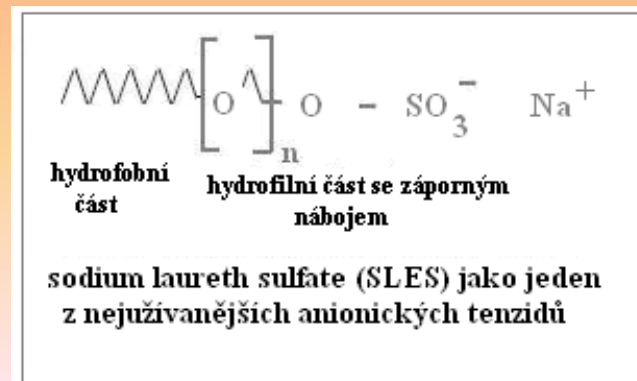 [ O ]n O - SO3- Na+
hydrofobní
část
hydrofilní část se záporným
nábojem
sodium laureth sulfate (SLES) jako jeden
z nejužívanějších anionických tenzidů